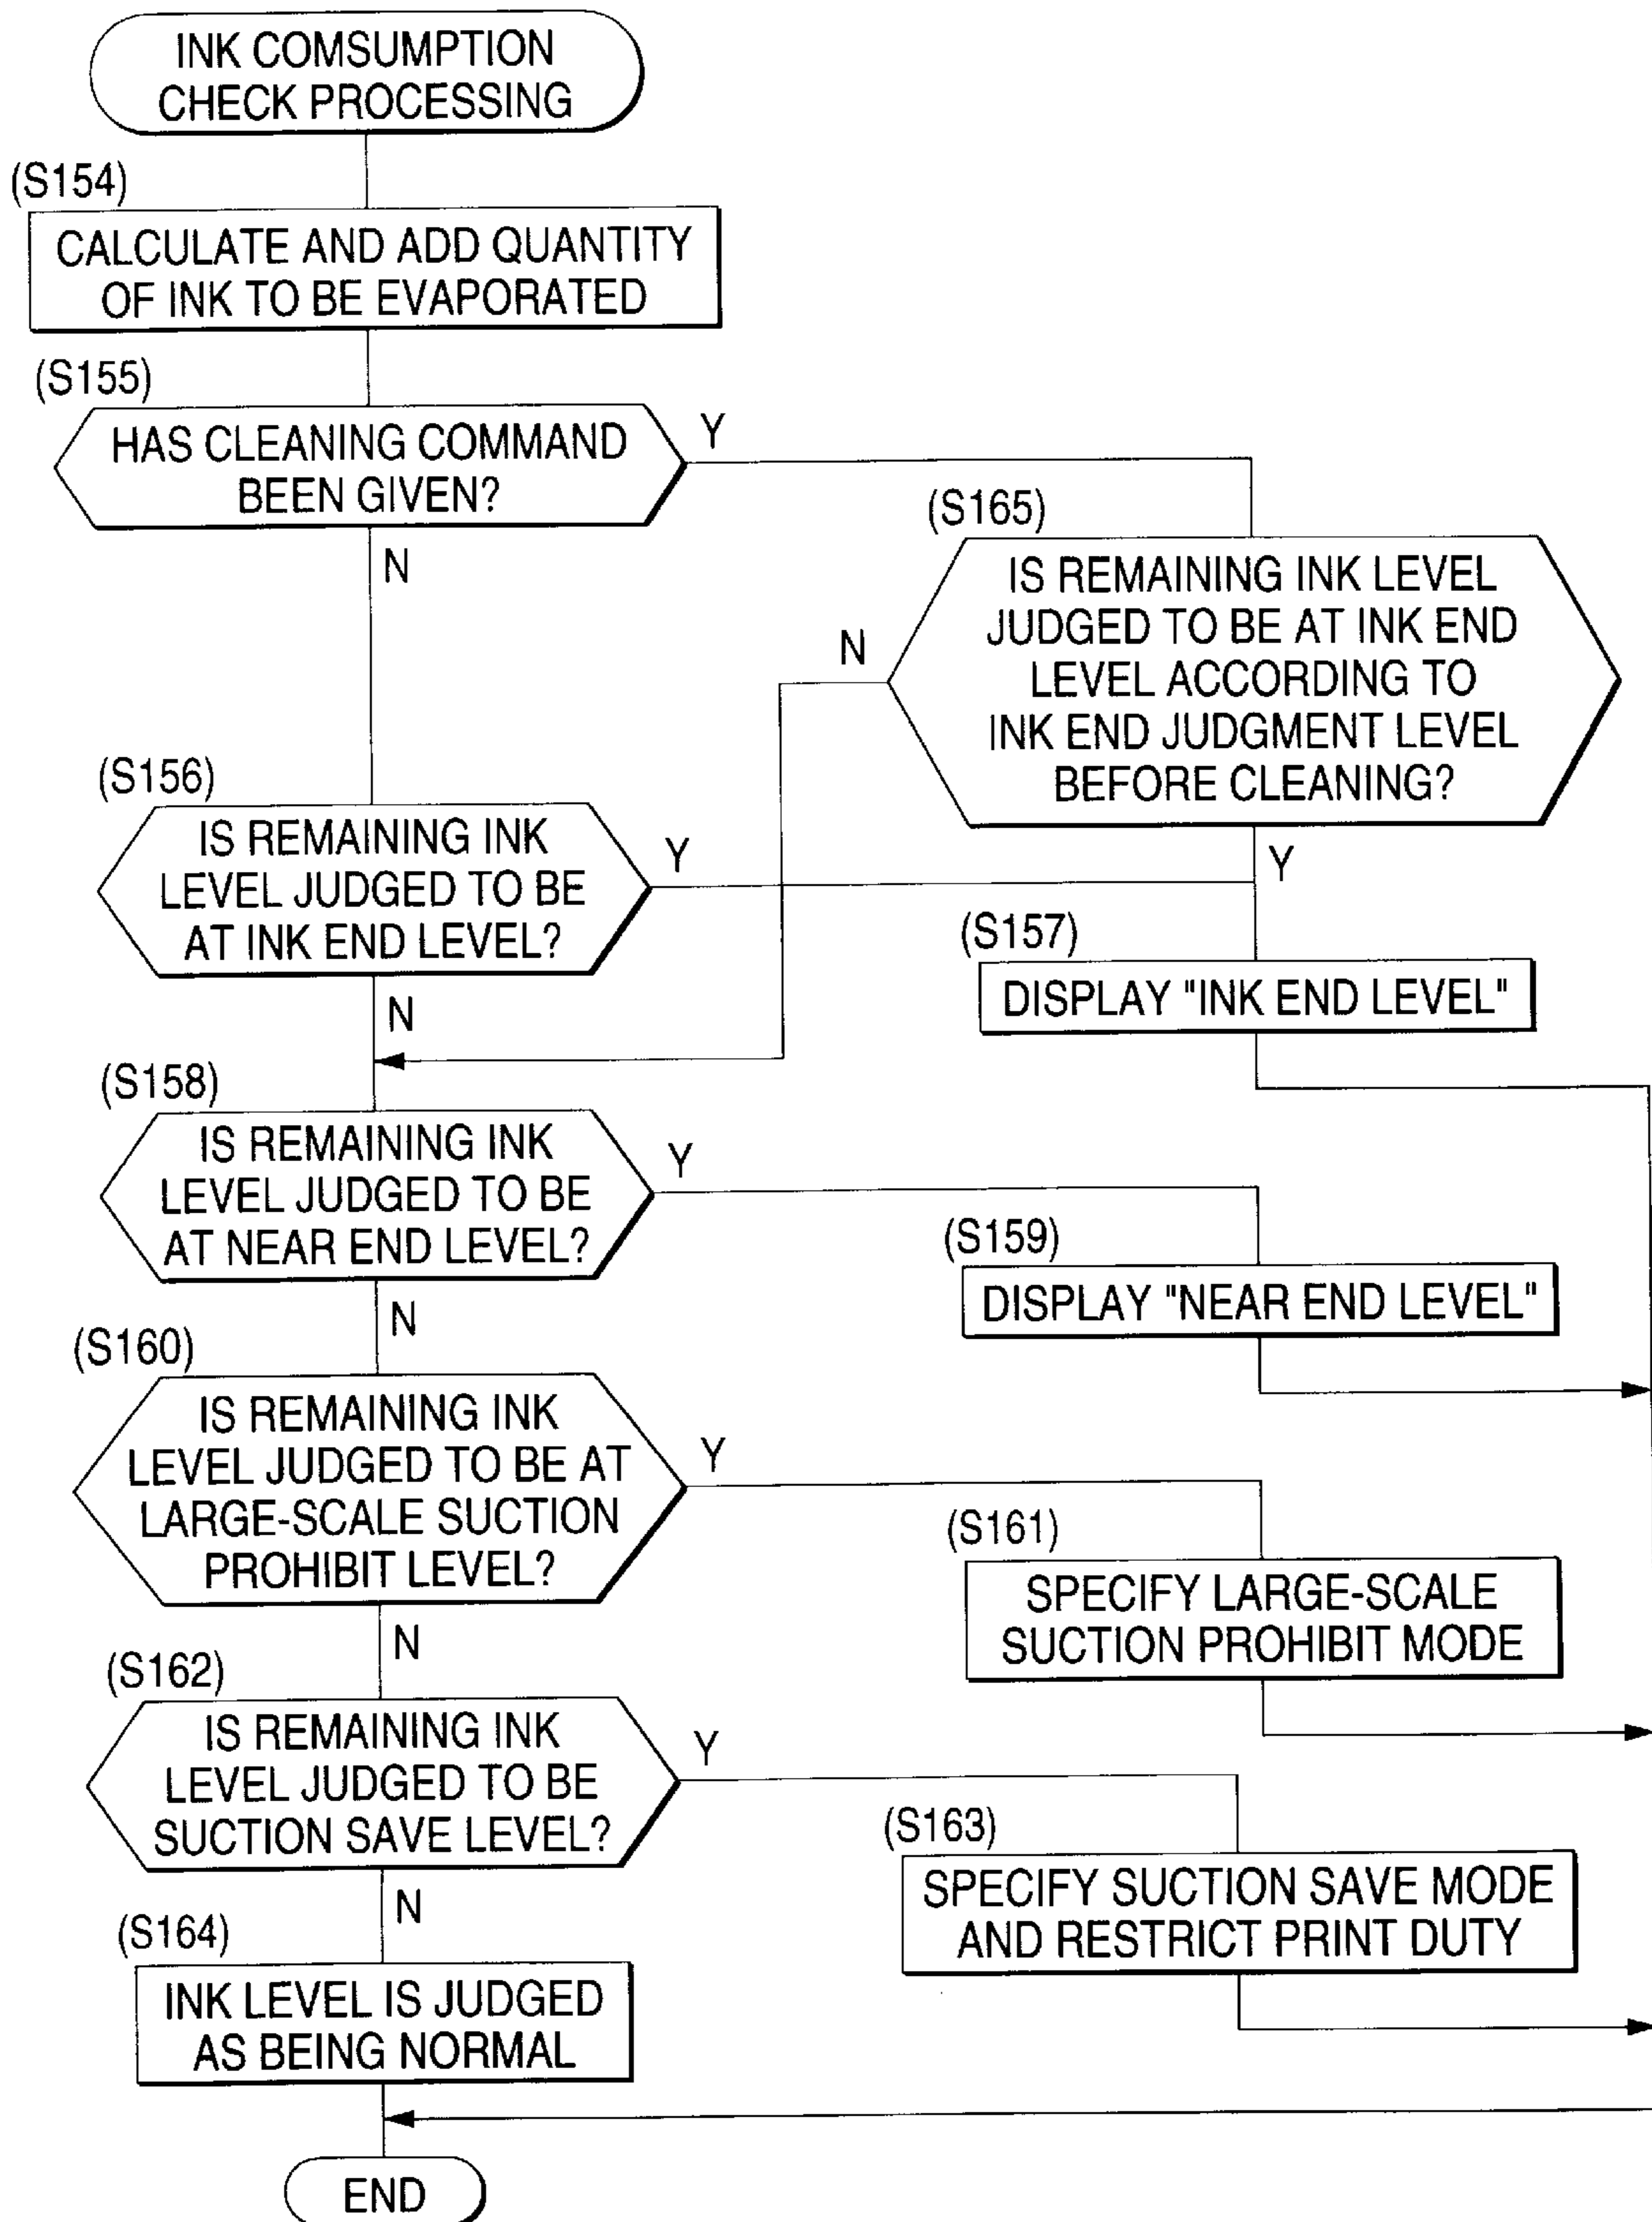 INK COMSUMPTION
CHECK PROCESSING
(S154)
CALCULATE AND ADD QUANTITY
OF INK TO BE EVAPORATED
(S155)
HAS CLEANING COMMAND
BEEN GIVEN?
Y
N
(S165)
IS REMAINING INK LEVEL
JUDGED TO BE AT INK END
LEVEL ACCORDING TO
INK END JUDGMENT LEVEL
BEFORE CLEANING?
N
Y
(S156)
IS REMAINING INK
LEVEL JUDGED TO BE
AT INK END LEVEL?
Y
N
(S157)
DISPLAY "INK END LEVEL"
(S158)
IS REMAINING INK
LEVEL JUDGED TO BE
AT NEAR END LEVEL?
Y
N
(S159)
DISPLAY "NEAR END LEVEL"
(S160)
IS REMAINING INK
LEVEL JUDGED TO BE AT
LARGE-SCALE SUCTION
PROHIBIT LEVEL?
Y
N
(S161)
SPECIFY LARGE-SCALE
SUCTION PROHIBIT MODE
(S162)
IS REMAINING INK
LEVEL JUDGED TO BE
SUCTION SAVE LEVEL?
Y
N
(S163)
SPECIFY SUCTION SAVE MODE
AND RESTRICT PRINT DUTY
(S164)
INK LEVEL IS JUDGED
AS BEING NORMAL
END